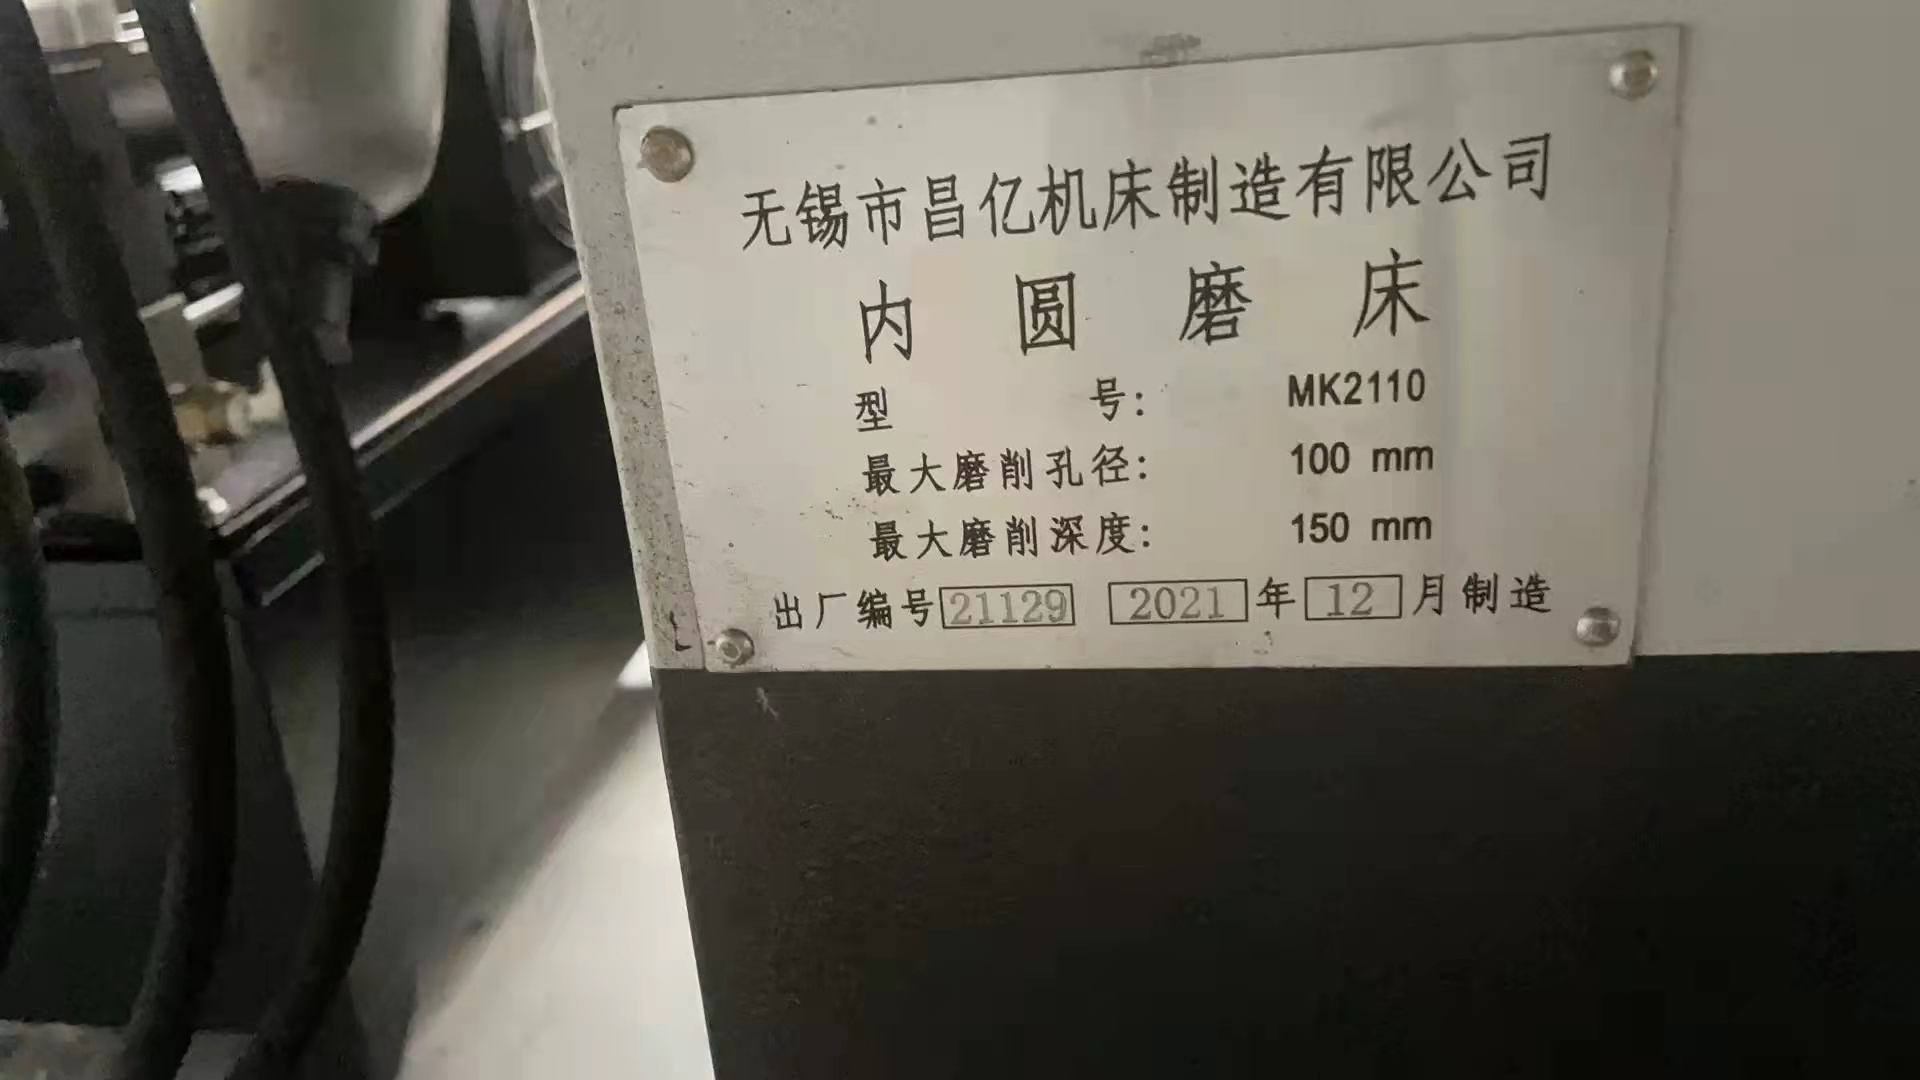 无锡市昌亿机床制造有限公司
内圆磨床
型号: MK2110
最大磨削孔径: 100 mm
最大磨削深度: 150 mm
出厂编号 21129 2021 年 12 月制造